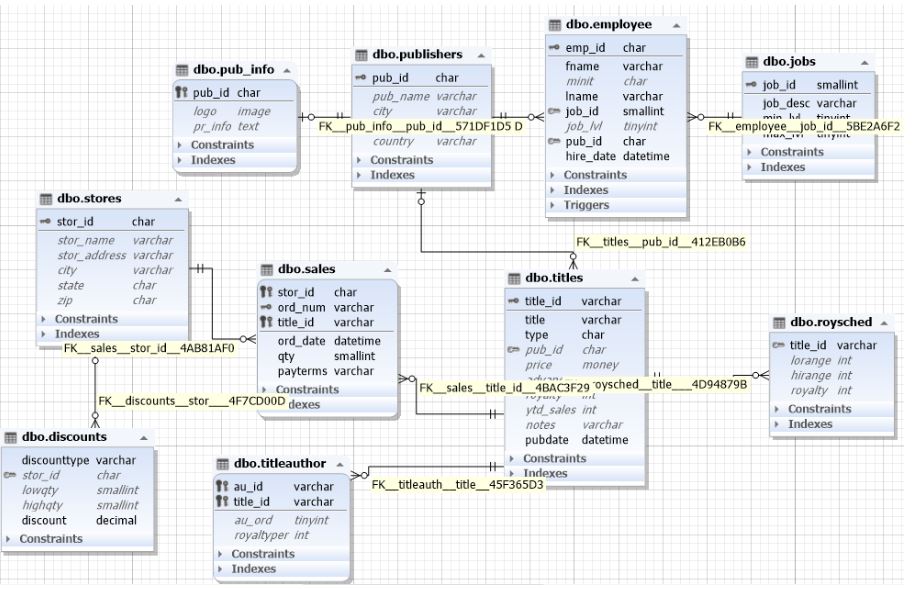 dbo.pub_info
pub_id char
logo image
pr_info text
Constraints
Indexes
dbo.publishers
pub_id char
pub_name varchar
city varchar
country varchar
Constraints
Indexes
FK__pub_info__pub_id__571DF1D5 D
dbo.employee
emp_id char
fname varchar
minit char
lname varchar
job_id smallint
job_lvl tinyint
pub_id char
hire_date datetime
Constraints
Indexes
Triggers
dbo.jobs
job_id smallint
job_desc varchar
min_lvl tinyint
max_lvl tinyint
Constraints
Indexes
FK__employee__job_id__5BE2A6F2
dbo.stores
stor_id char
stor_name varchar
stor_address varchar
city varchar
state char
zip char
Constraints
Indexes
FK__sales__stor_id__4AB81AF0
FK__titles__pub_id__412EB0B6
dbo.sales
stor_id char
ord_num varchar
title_id varchar
ord_date datetime
qty smallint
payterms varchar
Constraints
Indexes
FK__discounts__stor___4F7CD00D
dbo.titles
title_id varchar
title varchar
type char
pub_id char
price money
royalty int
ytd_sales int
notes varchar
pubdate datetime
Constraints
Indexes
FK__sales__title_id__4BAC3F29
roysched__title___4D94879B
dbo.roysched
title_id varchar
lorange int
hirange int
royalty int
Constraints
Indexes
dbo.discounts
discounttype varchar
stor_id char
lowqty smallint
highqty smallint
discount decimal
Constraints
dbo.titleauthor
au_id varchar
title_id varchar
au_ord tinyint
royaltyper int
Constraints
Indexes
FK__titleauth__title__45F365D3